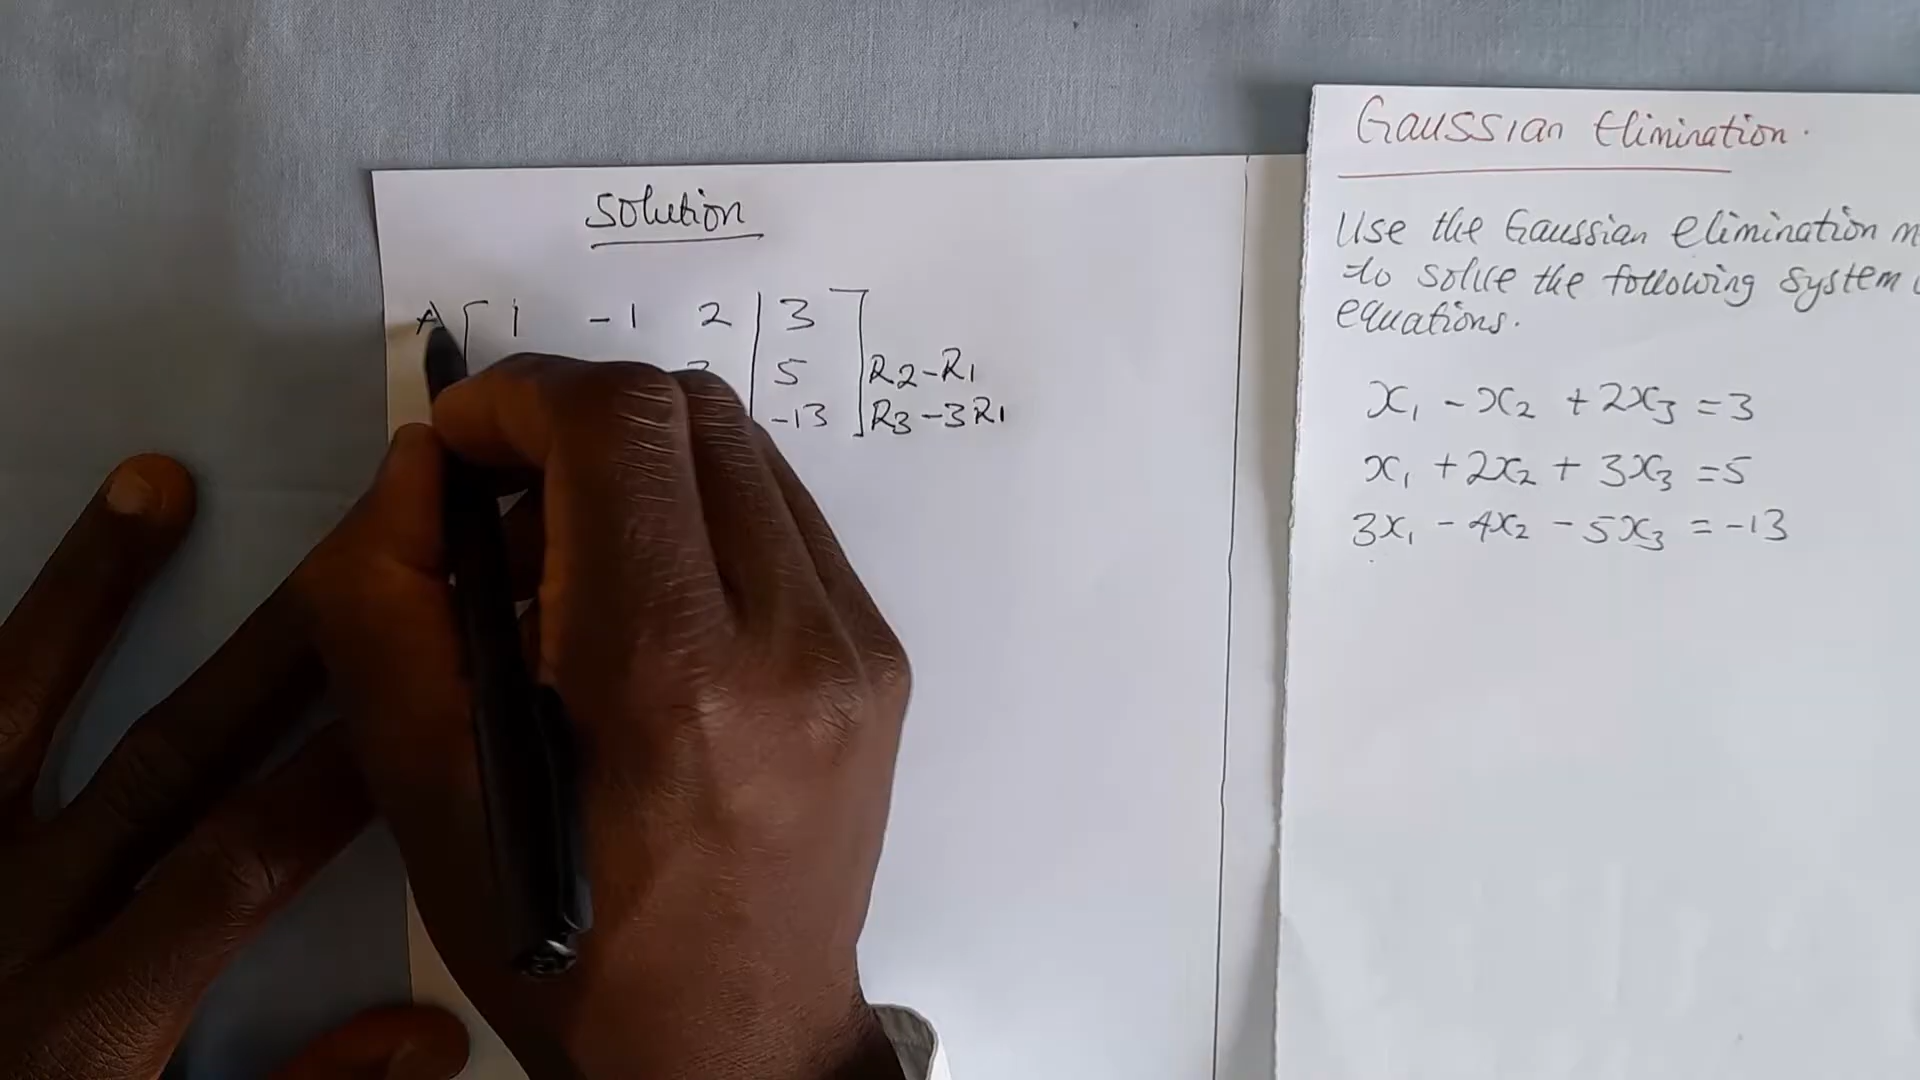 Solution
A [ 1 -1 2 | 3 ]
5 R2-R1
-13 R3-3R1
Gaussian Elimination.
Use the Gaussian elimination
to solve the following system
equations.
x₁ - x₂ + 2x₃ = 3
x₁ + 2x₂ + 3x₃ = 5
3x₁ - 4x₂ - 5x₃ = -13